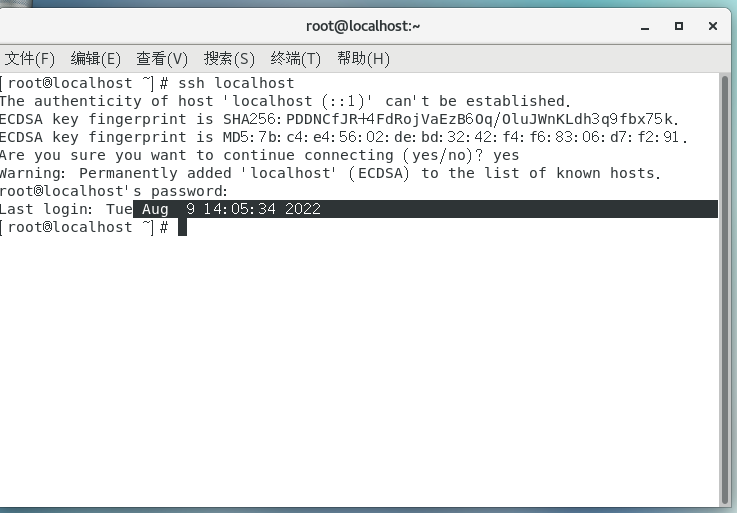 root@localhost:~
文件(F) 编辑(E) 查看(V) 搜索(S) 终端(T) 帮助(H)
[root@localhost ~]# ssh localhost
The authenticity of host 'localhost (::1)' can't be established.
ECDSA key fingerprint is SHA256:PDDNCfJR+4FdRojVaEzB6Oq/OluJWnKLdh3q9fbx75k.
ECDSA key fingerprint is MD5:7b:c4:e4:56:02:de:bd:32:42:f4:f6:83:06:d7:f2:91.
Are you sure you want to continue connecting (yes/no)? yes
Warning: Permanently added 'localhost' (ECDSA) to the list of known hosts.
root@localhost's password:
Last login: Tue Aug  9 14:05:34 2022
[root@localhost ~]#